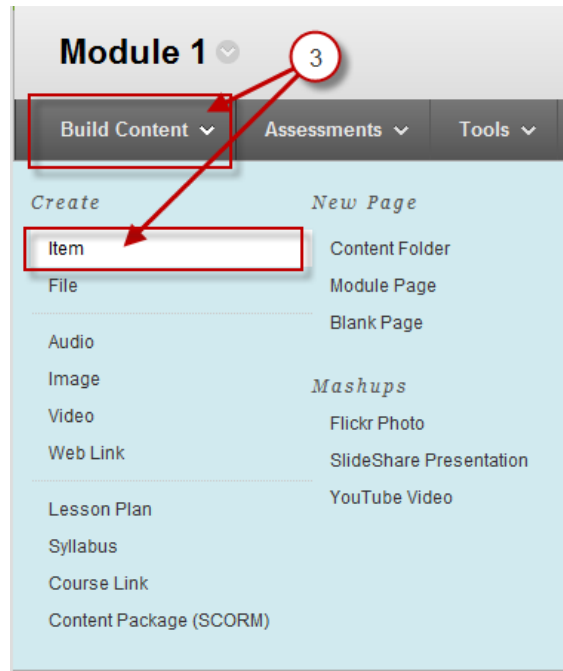 Module 1
3
Build Content
Assessments
Tools
Create
Item
File
Audio
Image
Video
Web Link
Lesson Plan
Syllabus
Course Link
Content Package (SCORM)
New Page
Content Folder
Module Page
Blank Page
Mashups
Flickr Photo
SlideShare Presentation
YouTube Video